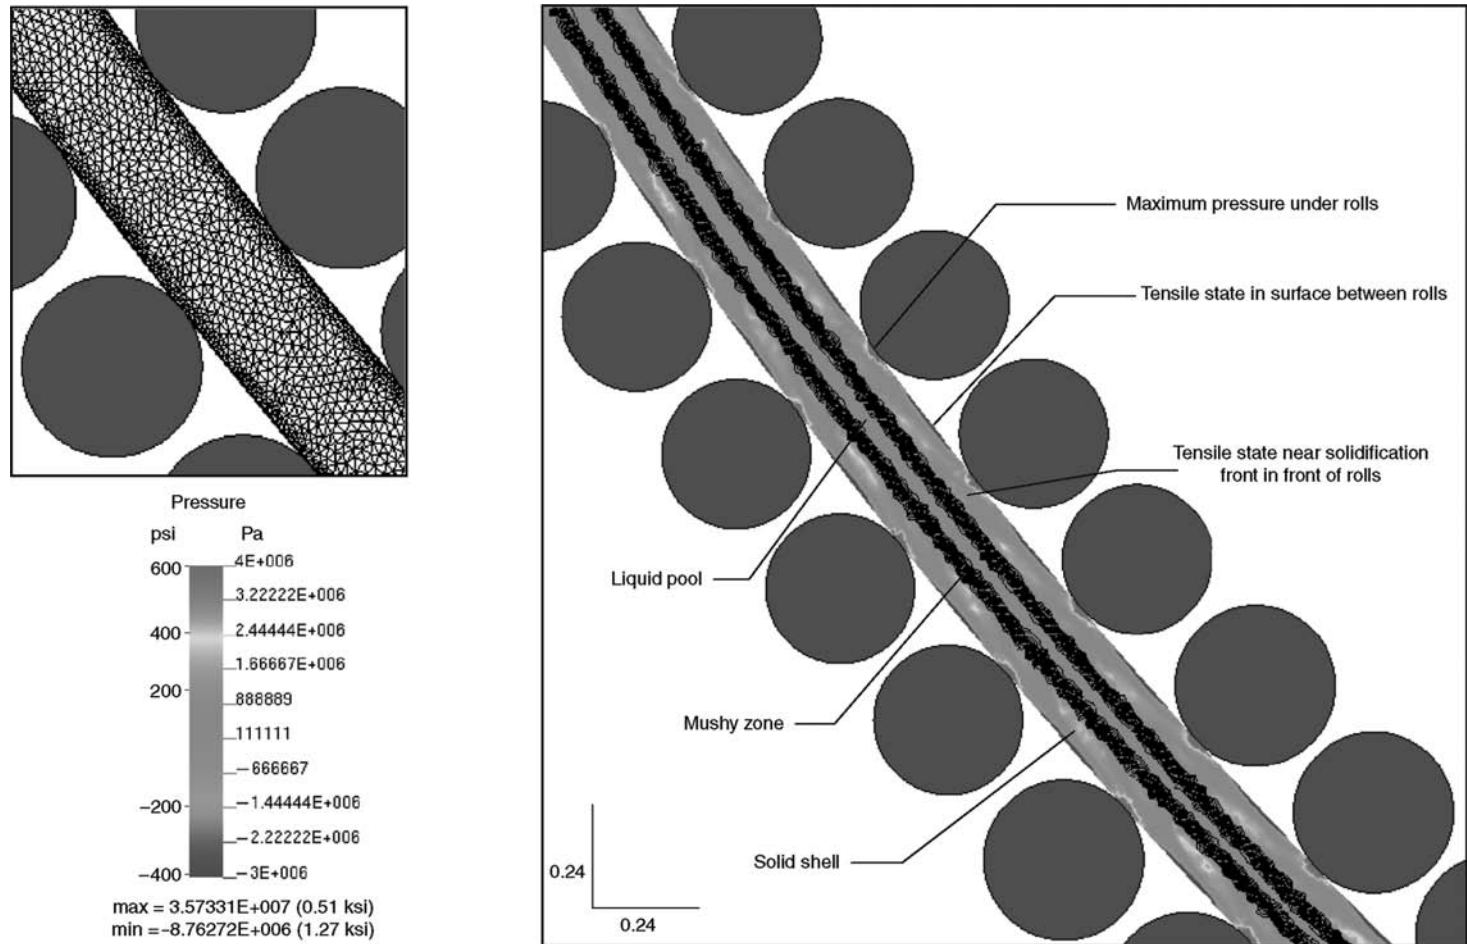 Pressure
psi Pa
600 4E+006
3.22222E+006
400 2.44444E+006
1.66667E+006
200
888889
111111
−666667
−200 −1.44444E+006
−2.22222E+006
−400 −3E+006
max = 3.57331E+007 (0.51 ksi)
min =−8.76272E+006 (1.27 ksi)
Maximum pressure under rolls
Tensile state in surface between rolls
Tensile state near solidification
front in front of rolls
Liquid pool
Mushy zone
Solid shell
0.24
0.24